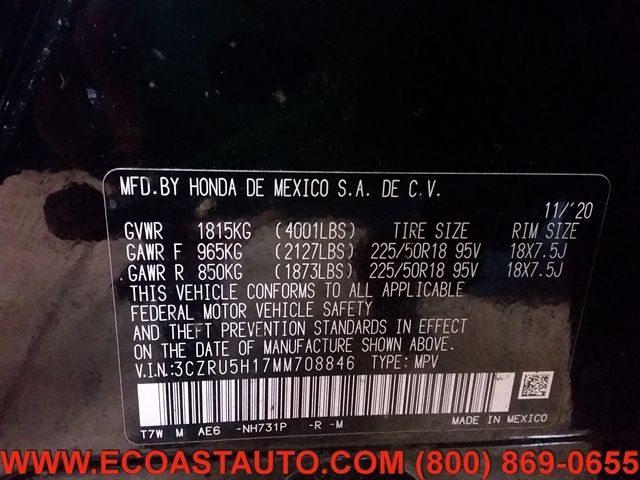 MFD.BY HONDA DE MEXICO S.A. DE C.V.
11/'20
GVWR 1815KG (4001LBS) TIRE SIZE RIM SIZE
GAWR F 965KG (2127LBS) 225/50R18 95V 18X7.5J
GAWR R 850KG (1873LBS) 225/50R18 95V 18X7.5J
THIS VEHICLE CONFORMS TO ALL APPLICABLE
FEDERAL MOTOR VEHICLE SAFETY
AND THEFT PREVENTION STANDARDS IN EFFECT
ON THE DATE OF MANUFACTURE SHOWN ABOVE.
V.I.N:3CZRU5H17MM708846 TYPE: MPV
T7W M AE6 -NH731P -R -M
MADE IN MEXICO
WWW.ECOASTAUTO.COM (800) 869-0655